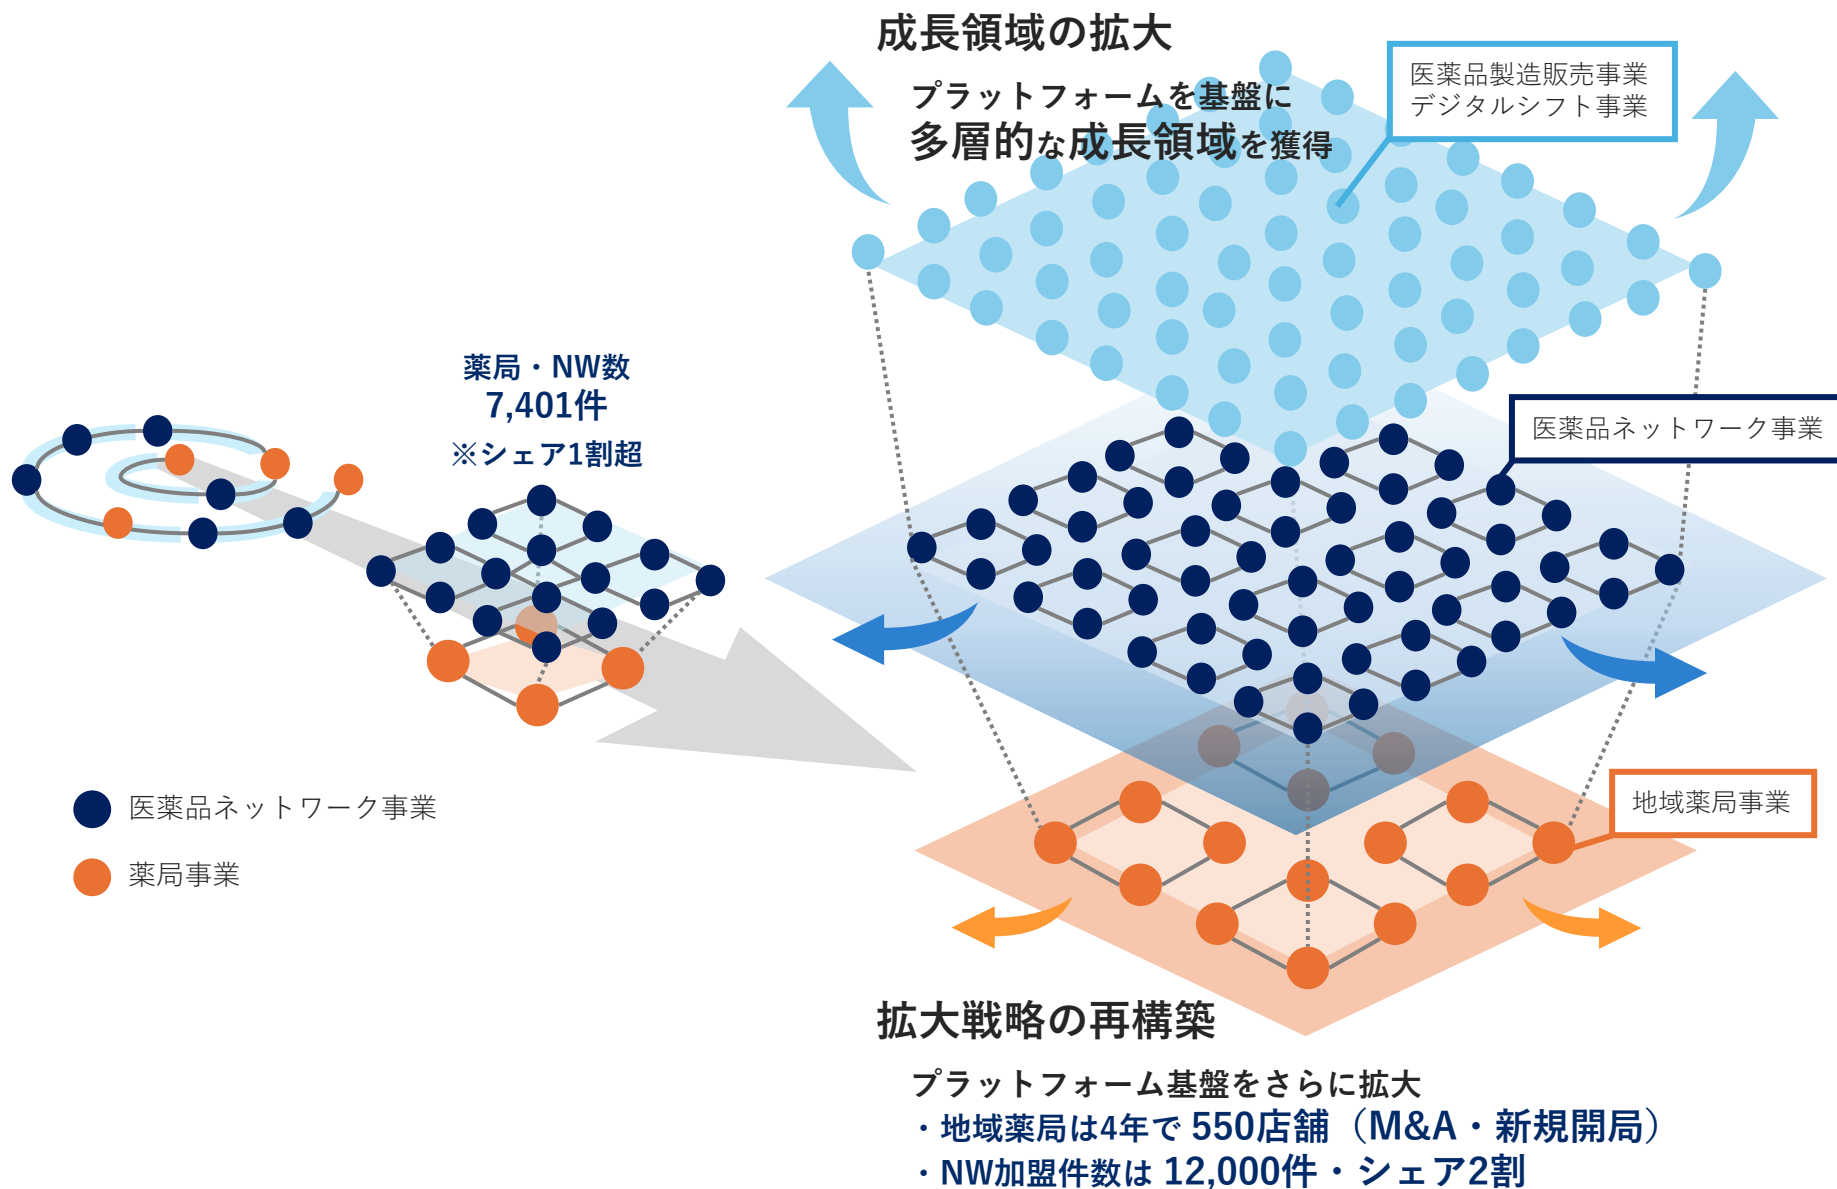 成長領域の拡大
プラットフォームを基盤に
多層的な成長領域を獲得
医薬品製造販売事業
デジタルシフト事業
薬局・NW数
7,401件
※シェア1割超
医薬品ネットワーク事業
医薬品ネットワーク事業
薬局事業
地域薬局事業
拡大戦略の再構築
プラットフォーム基盤をさらに拡大
・地域薬局は4年で 550店舗（M&A・新規開局）
・NW加盟件数は 12,000件・シェア2割